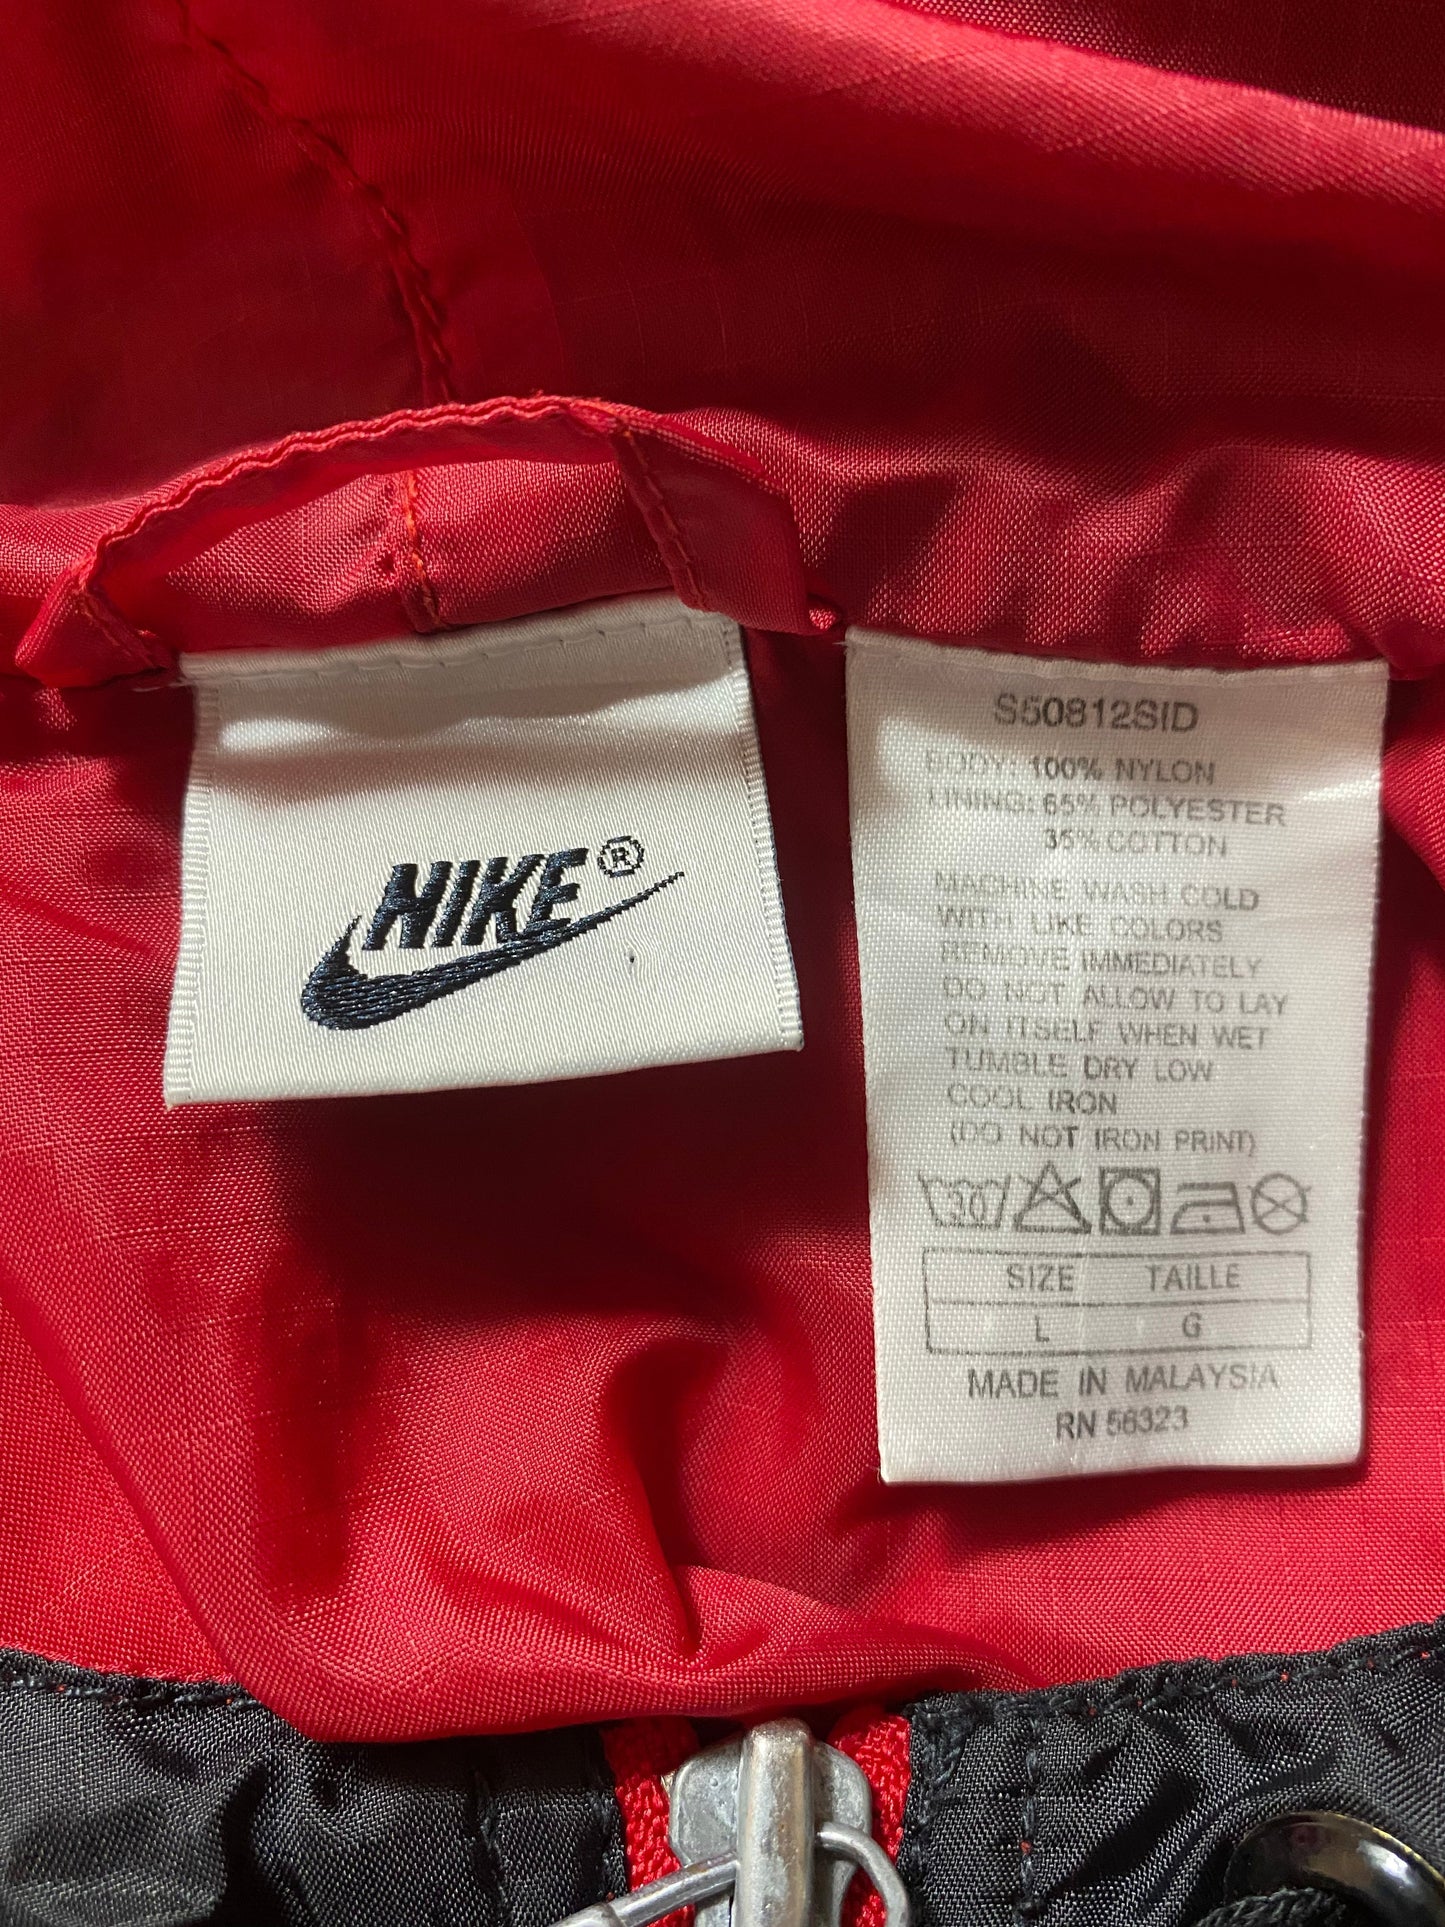 NIKE®
S50812SID
BODY: 100% NYLON
LINING: 65% POLYESTER
35% COTTON
MACHINE WASH COLD
WITH LIKE COLORS
REMOVE IMMEDIATELY
DO NOT ALLOW TO LAY
ON ITSELF WHEN WET
TUMBLE DRY LOW
COOL IRON
(DO NOT IRON PRINT)
30
SIZE TAILLE
L G
MADE IN MALAYSIA
RN 56323